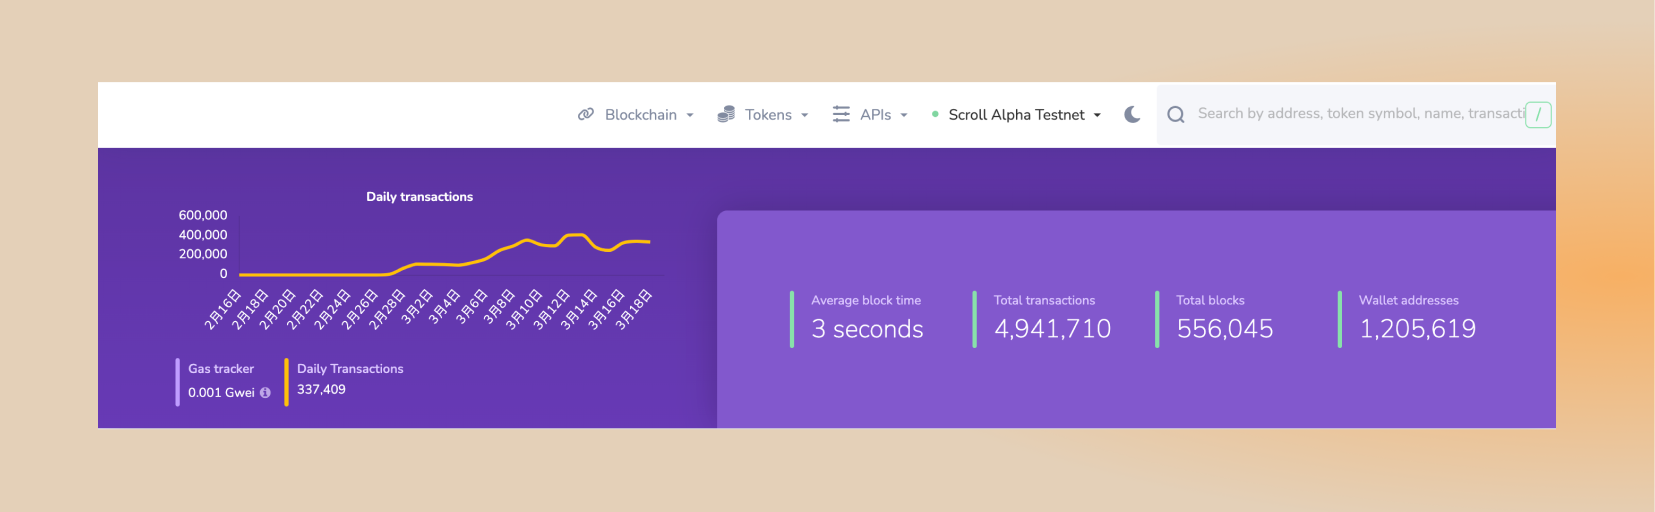 Blockchain
Tokens
APIs
Scroll Alpha Testnet
Search by address, token symbol, name, transacti
/
Daily transactions
600,000
400,000
200,000
0
2月16日
2月18日
2月20日
2月22日
2月24日
2月26日
2月28日
3月2日
3月4日
3月6日
3月8日
3月10日
3月12日
3月14日
3月16日
3月18日
Gas tracker
0.001 Gwei
Daily Transactions
337,409
Average block time
3 seconds
Total transactions
4,941,710
Total blocks
556,045
Wallet addresses
1,205,619